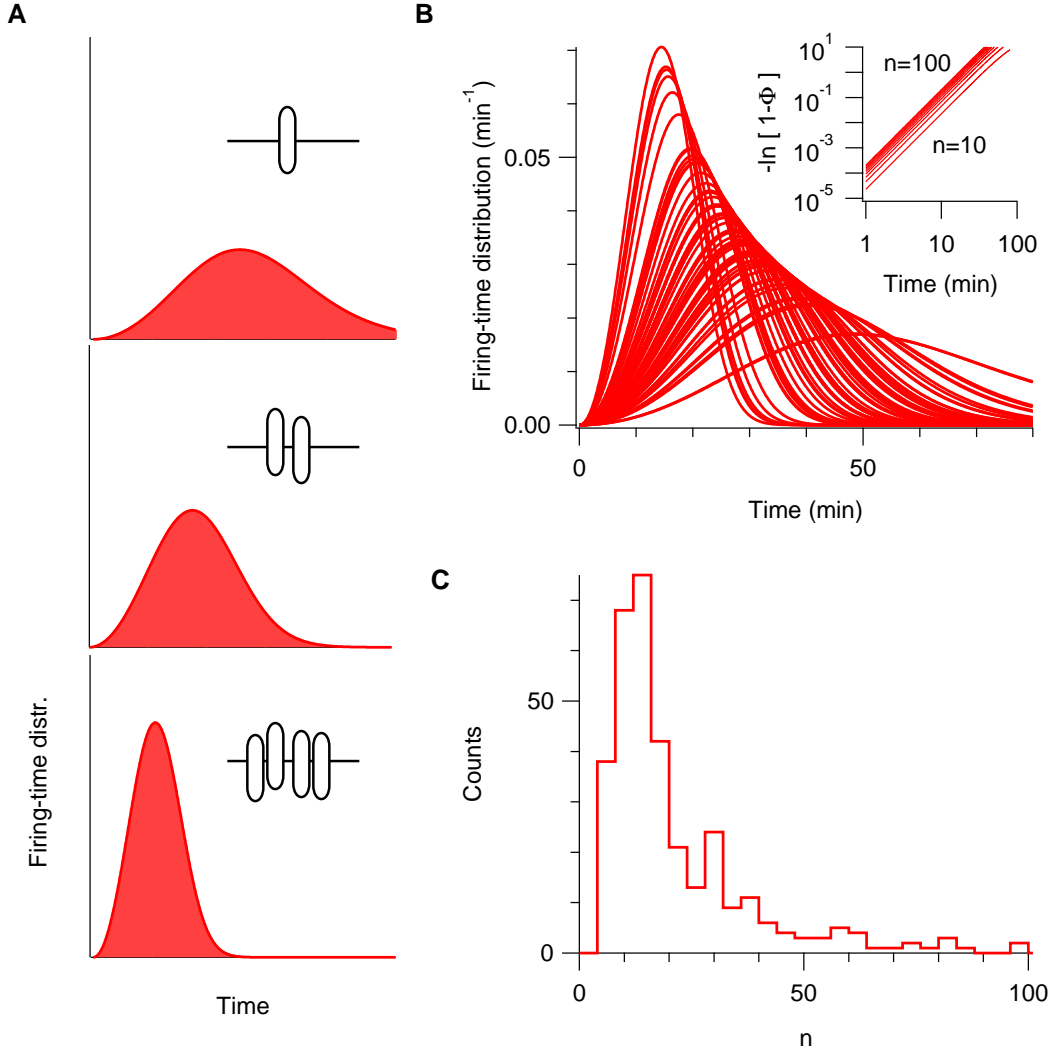 A
Firing-time distr.
Time
B
Firing-time distribution (min⁻¹)
0.05
0.00
0
50
Time (min)
-ln [ 1-Φ ]
10¹
10⁻¹
10⁻³
10⁻⁵
n=100
n=10
1
10
100
Time (min)
C
Counts
50
0
0
50
100
n